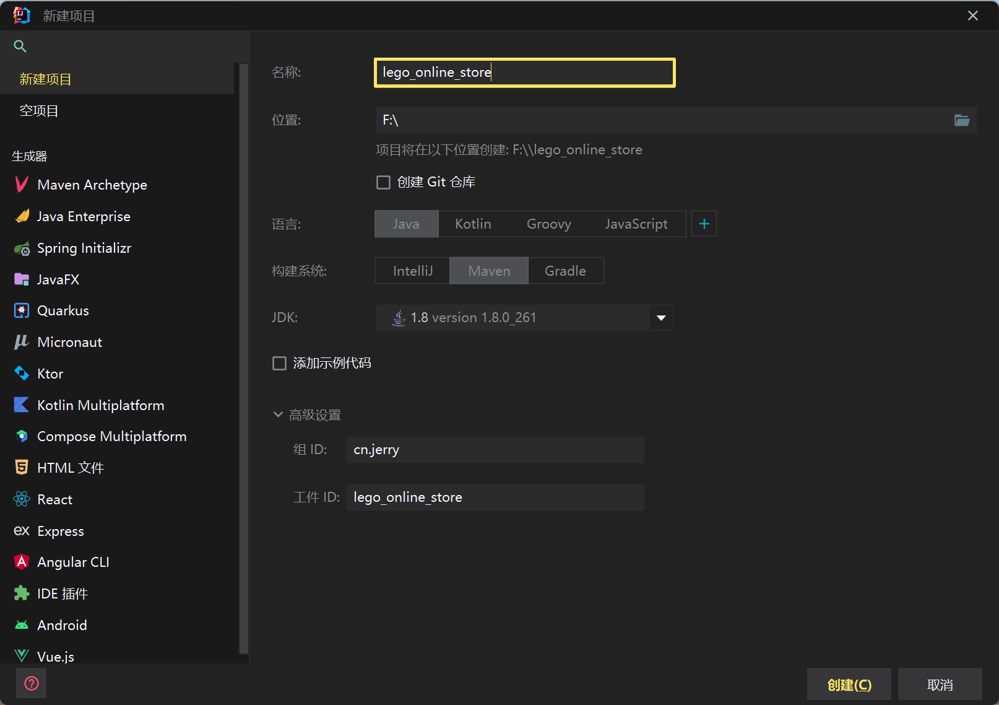 新建项目
新建项目
空项目
生成器
Maven Archetype
Java Enterprise
Spring Initializr
JavaFX
Quarkus
Micronaut
Ktor
Kotlin Multiplatform
Compose Multiplatform
HTML 文件
React
ex Express
Angular CLI
IDE 插件
Android
Vue.js
名称: lego_online_store
位置: F:\
项目将在以下位置创建: F:\\lego_online_store
创建 Git 仓库
语言: Java Kotlin Groovy JavaScript +
构建系统: IntelliJ Maven Gradle
JDK: 1.8 version 1.8.0_261
添加示例代码
高级设置
组 ID: cn.jerry
工件 ID: lego_online_store
创建(C) 取消